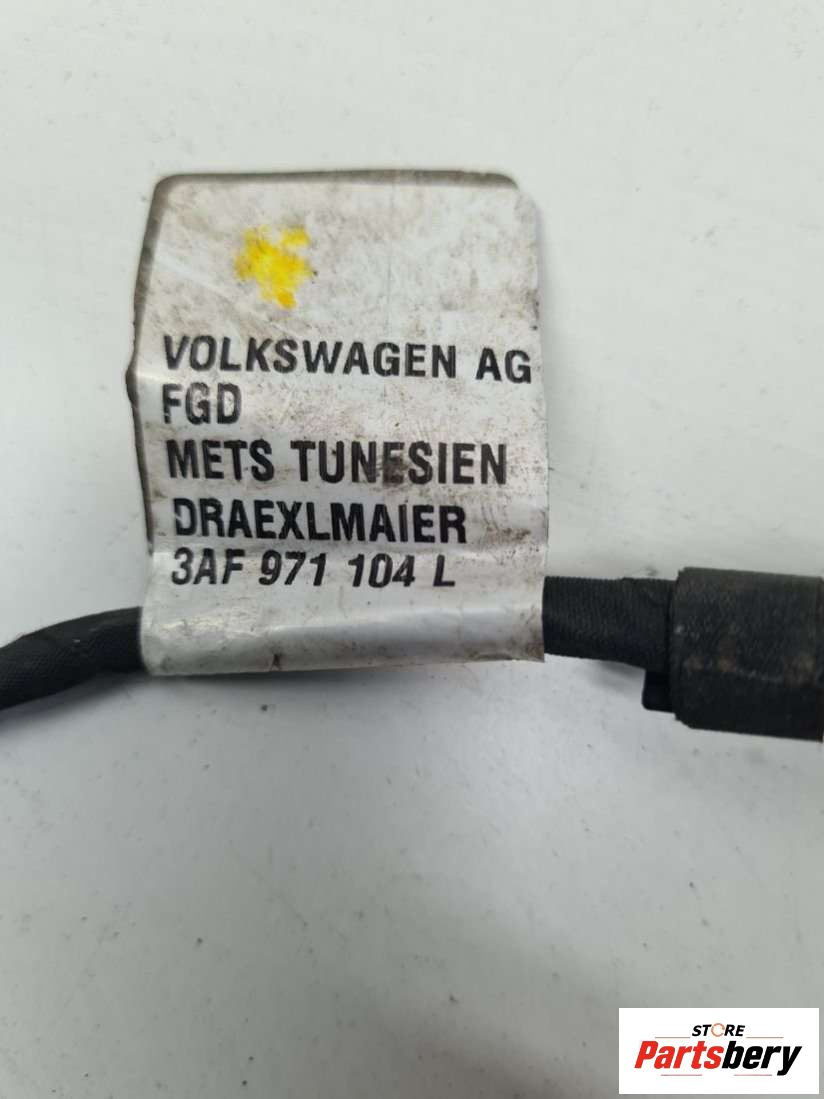 VOLKSWAGEN AG
FGD
METS TUNESIEN
DRAEXLMAIER
3AF 971 104 L
STORE
Partsbery